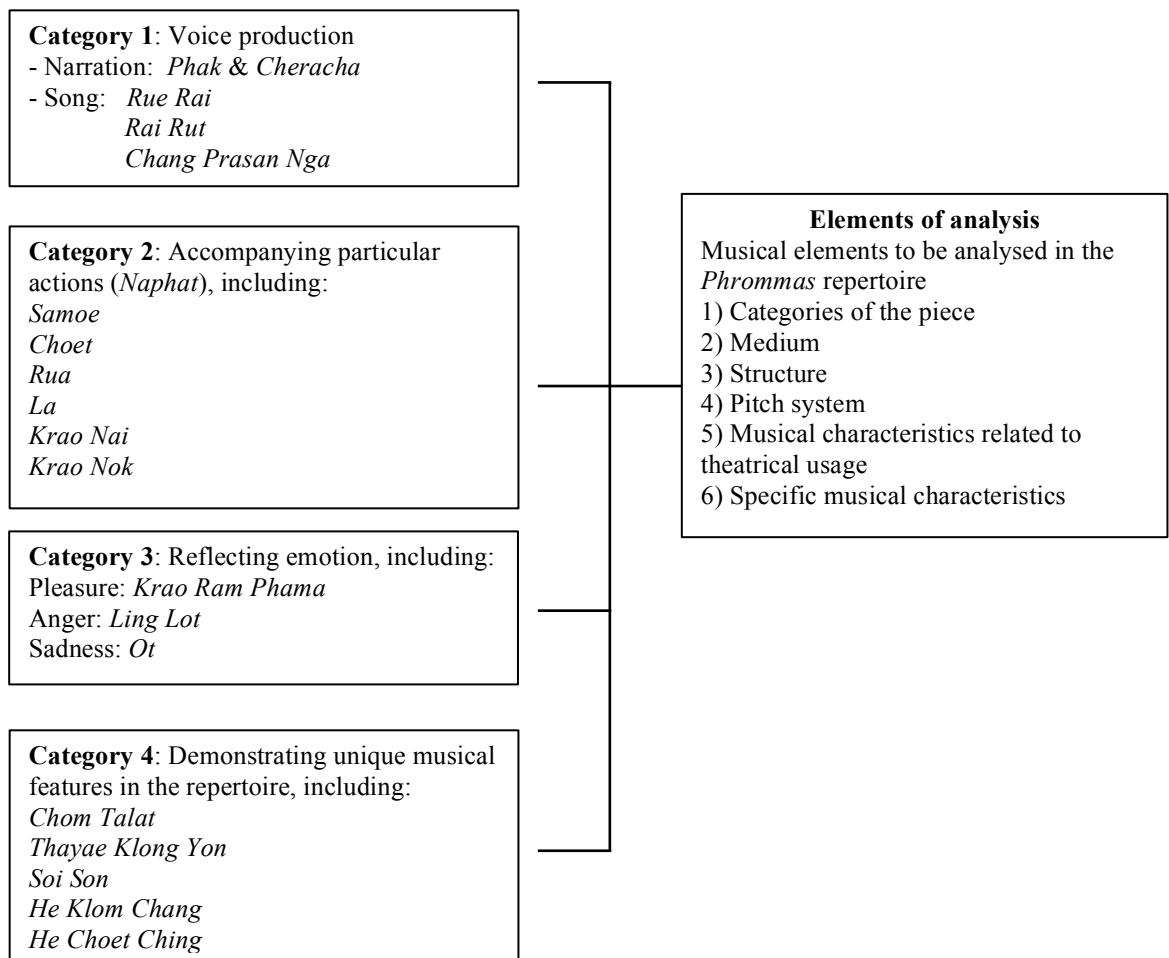 Category 1: Voice production
- Narration: Phak & Cheracha
- Song: Rue Rai
Rai Rut
Chang Prasan Nga
Category 2: Accompanying particular
actions (Naphat), including:
Samoe
Choet
Rua
La
Krao Nai
Krao Nok
Category 3: Reflecting emotion, including:
Pleasure: Krao Ram Phama
Anger: Ling Lot
Sadness: Ot
Category 4: Demonstrating unique musical
features in the repertoire, including:
Chom Talat
Thayae Klong Yon
Soi Son
He Klom Chang
He Choet Ching
Elements of analysis
Musical elements to be analysed in the
Phrommas repertoire
1) Categories of the piece
2) Medium
3) Structure
4) Pitch system
5) Musical characteristics related to
theatrical usage
6) Specific musical characteristics